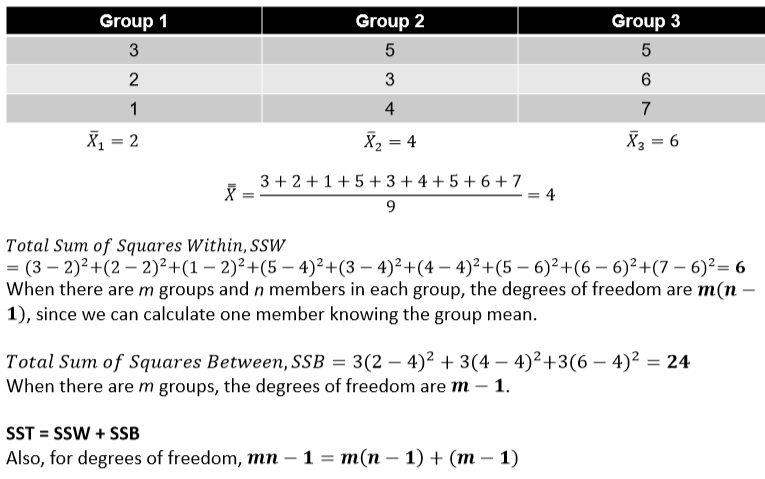 Group 1 Group 2 Group 3
3 5 5
2 3 6
1 4 7
X̄₁ = 2 X̄₂ = 4 X̄₃ = 6
3 + 2 + 1 + 5 + 3 + 4 + 5 + 6 + 7
X̿ = = 4
9
Total Sum of Squares Within, SSW
= (3 − 2)²+(2 − 2)²+(1 − 2)²+(5 − 4)²+(3 − 4)²+(4 − 4)²+(5 − 6)²+(6 − 6)²+(7 − 6)²= 6
When there are m groups and n members in each group, the degrees of freedom are m(n −
1), since we can calculate one member knowing the group mean.
Total Sum of Squares Between, SSB = 3(2 − 4)² + 3(4 − 4)²+3(6 − 4)² = 24
When there are m groups, the degrees of freedom are m − 1.
SST = SSW + SSB
Also, for degrees of freedom, mn − 1 = m(n − 1) + (m − 1)